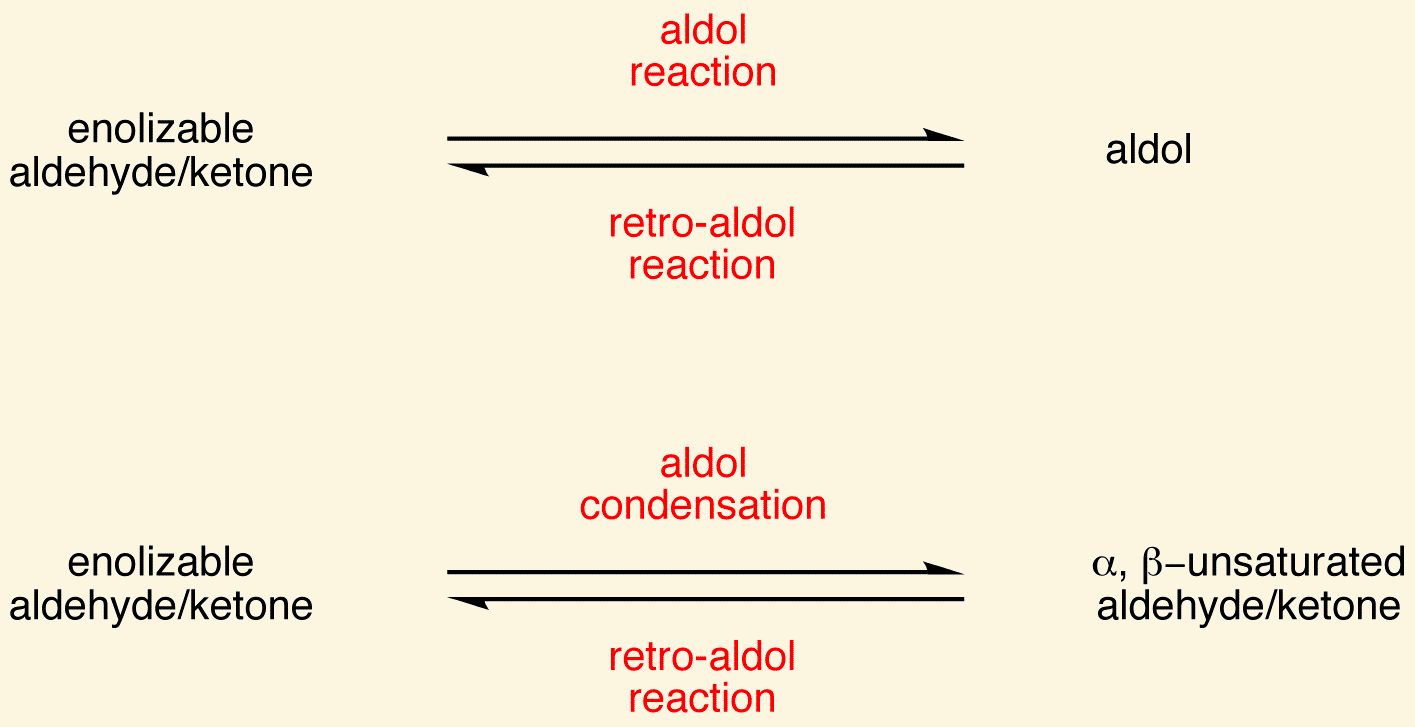 aldol
reaction
enolizable
aldehyde/ketone
aldol
retro-aldol
reaction
aldol
condensation
enolizable
aldehyde/ketone
α, β−unsaturated
aldehyde/ketone
retro-aldol
reaction